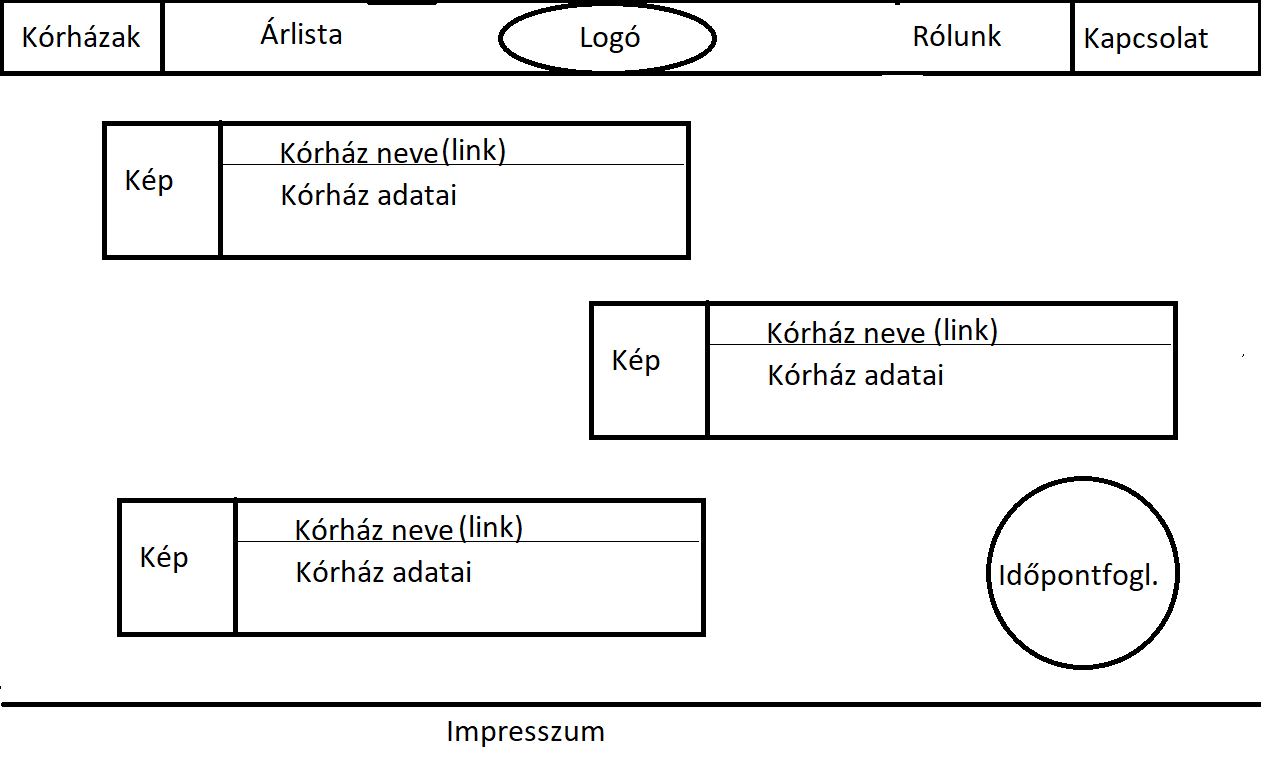 Kórházak
Árlista
Logó
Rólunk
Kapcsolat
Kép
Kórház neve(link)
Kórház adatai
Kép
Kórház neve (link)
Kórház adatai
Kép
Kórház neve(link)
Kórház adatai
Időpontfogl.
Impresszum